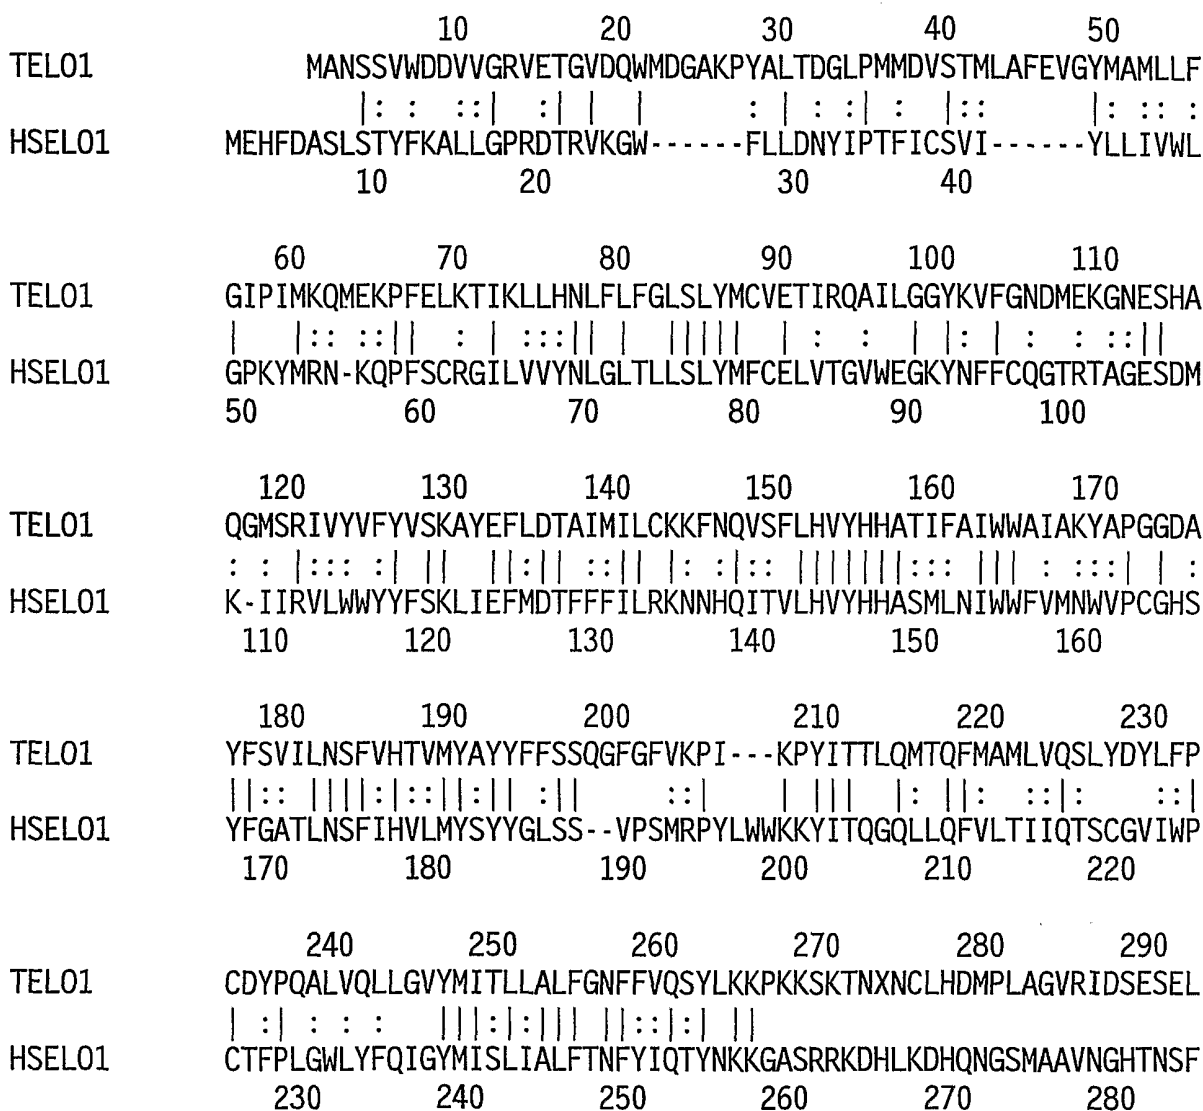 10 20 30 40 50
TELO1 MANSSVWDDVVGRVETGVDQWMDGAKPYALTDGLPMMDVSTMLAFEVGYMAMLLF
|: : ::| :| | | : | : : | : |:: | : : :
HSELO1 MEHFDASLSTYFKALLGPRDTRVKGW------FLLDNYIPTFICSVI------YLLIVWL
10 20 30 40
60 70 80 90 100 110
TELO1 GIPIMKQMEKPFELKTIKLLHNLFLFGLSLYMCVETIRQAILGGYKVFGNDMEKGNESHA
| |:: ::|| : | :::|| | ||||| | : : | |: | : : ::||
HSELO1 GPKYMRN-KQPFSCRGILVVYNLGLTLLSLYMFCELVTGVWEGKYNFFCQGTRTAGESDM
50 60 70 80 90 100
120 130 140 150 160 170
TELO1 QGMSRIVYVFYVSKAYEFLDTAIMILCKKFNQVSFLHVYHHATIFAIWWAIAKYAPGGDA
: : |::: :| || ||:|| ::|| |: :|:: |||||||:::||| : :::| | :
HSELO1 K-IIRVLWWYYFSKLIEFMDTFFFILRKNNHQITVLHVYHHASMLNIWWFVMNWVPCGHS
110 120 130 140 150 160
180 190 200 210 220 230
TELO1 YFSVILNSFVHTVMYAYYFFSSQGFGFVKPI---KPYITTLQMTQFMAMLVQSLYDYLFP
||:: ||||:|::||:|| :|| ::| | ||| |: ||: ::|: ::|
HSELO1 YFGATLNSFIHVLMYSYYGLSS--VPSMRPYLWWKKYITQGQLLQFVLTIIQTSCGVIWP
170 180 190 200 210 220
240 250 260 270 280 290
TELO1 CDYPQALVQLLGVYMITLLALFGNFFVQSYLKKPKKSKTNXNCLHDMPLAGVRIDSESEL
| :| : : : |||:|:||| ||::|:| ||
HSELO1 CTFPLGWLYFQIGYMISLIALFTNFYIQTYNKKGASRRKDHLKDHQNGSMAAVNGHTNSF
230 240 250 260 270 280